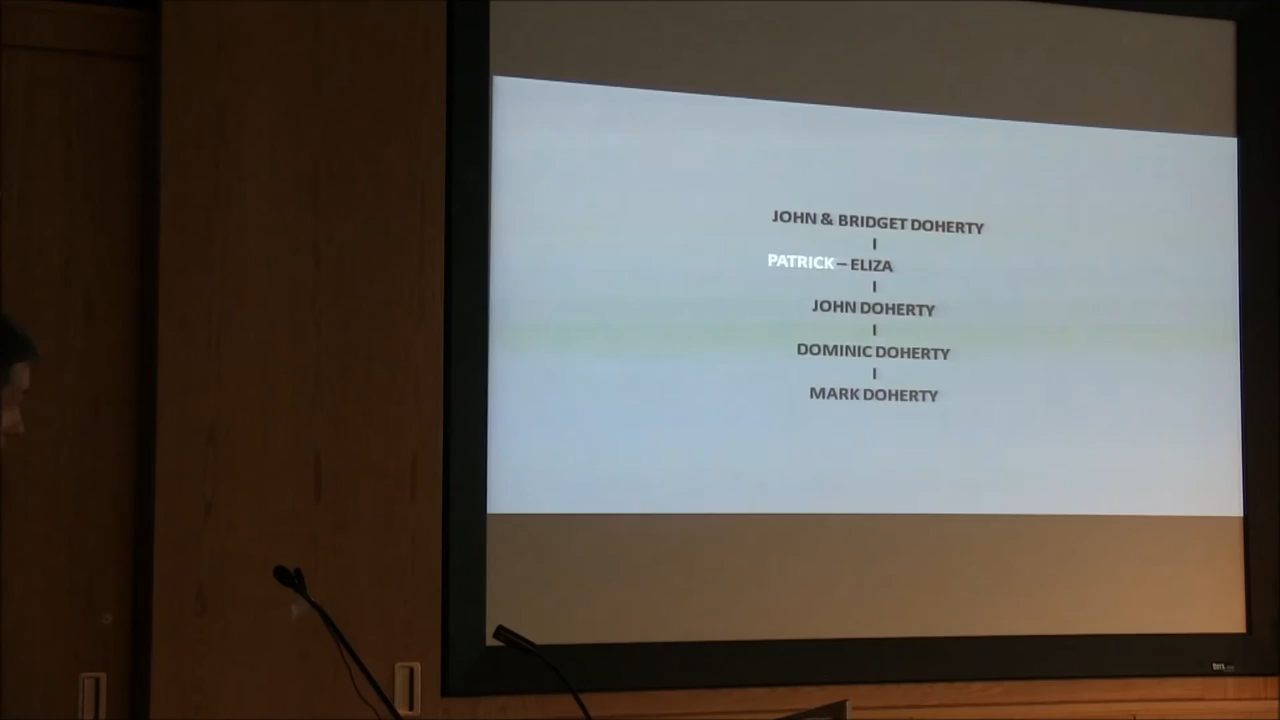 JOHN & BRIDGET DOHERTY
I
PATRICK – ELIZA
I
JOHN DOHERTY
I
DOMINIC DOHERTY
I
MARK DOHERTY